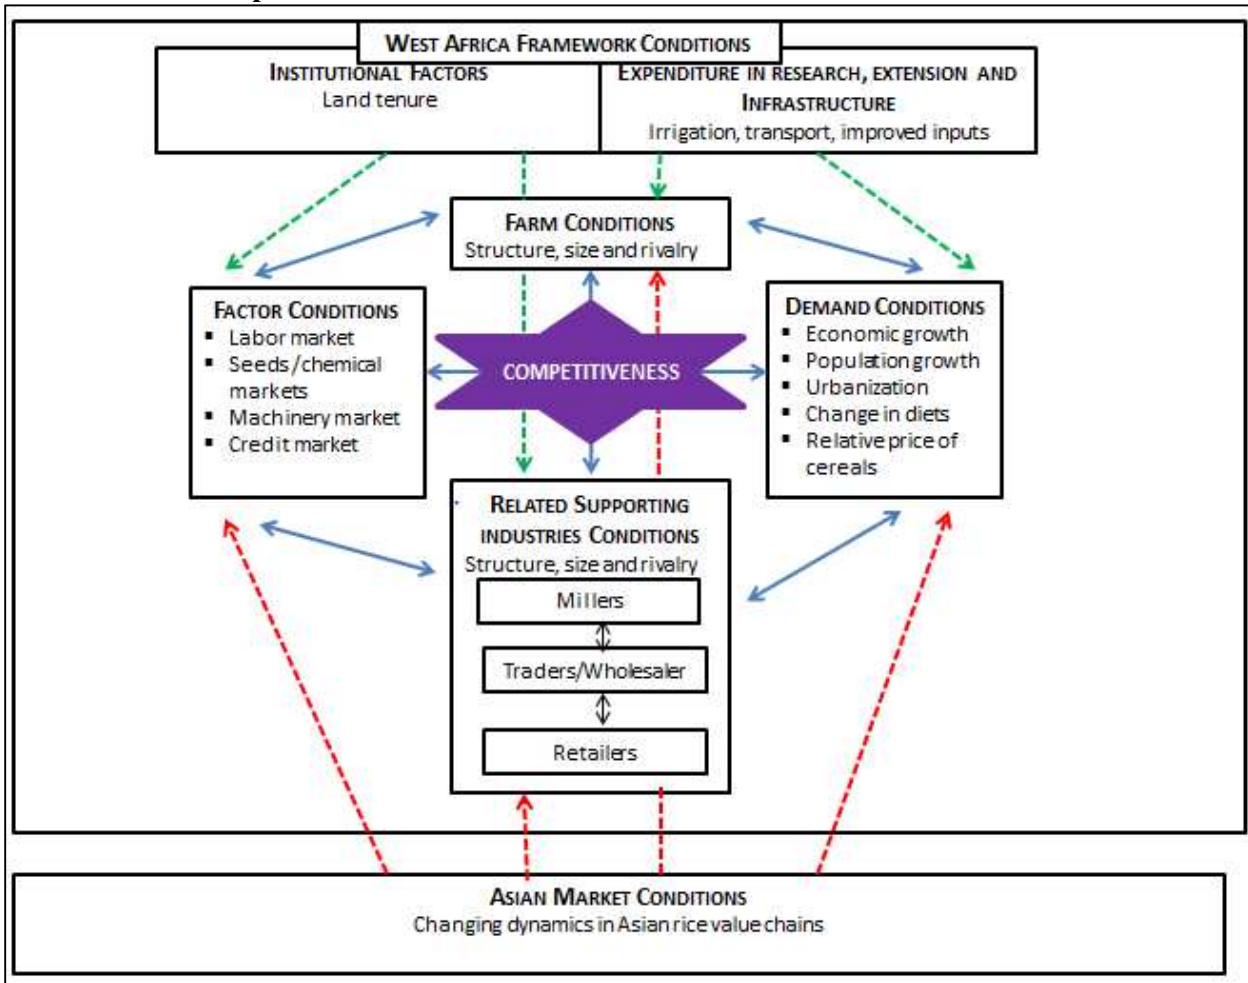 WEST AFRICA FRAMEWORK CONDITIONS
INSTITUTIONAL FACTORS
Land tenure
EXPENDITURE IN RESEARCH, EXTENSION AND
INFRASTRUCTURE
Irrigation, transport, improved inputs
FARM CONDITIONS
Structure, size and rivalry
FACTOR CONDITIONS
▪ Labor market
▪ Seeds/chemical
markets
▪ Machinery market
▪ Credit market
COMPETITIVENESS
DEMAND CONDITIONS
▪ Economic growth
▪ Population growth
▪ Urbanization
▪ Change in diets
▪ Relative price of
cereals
RELATED SUPPORTING
INDUSTRIES CONDITIONS
Structure, size and rivalry
Millers
Traders/Wholesaler
Retailers
ASIAN MARKET CONDITIONS
Changing dynamics in Asian rice value chains